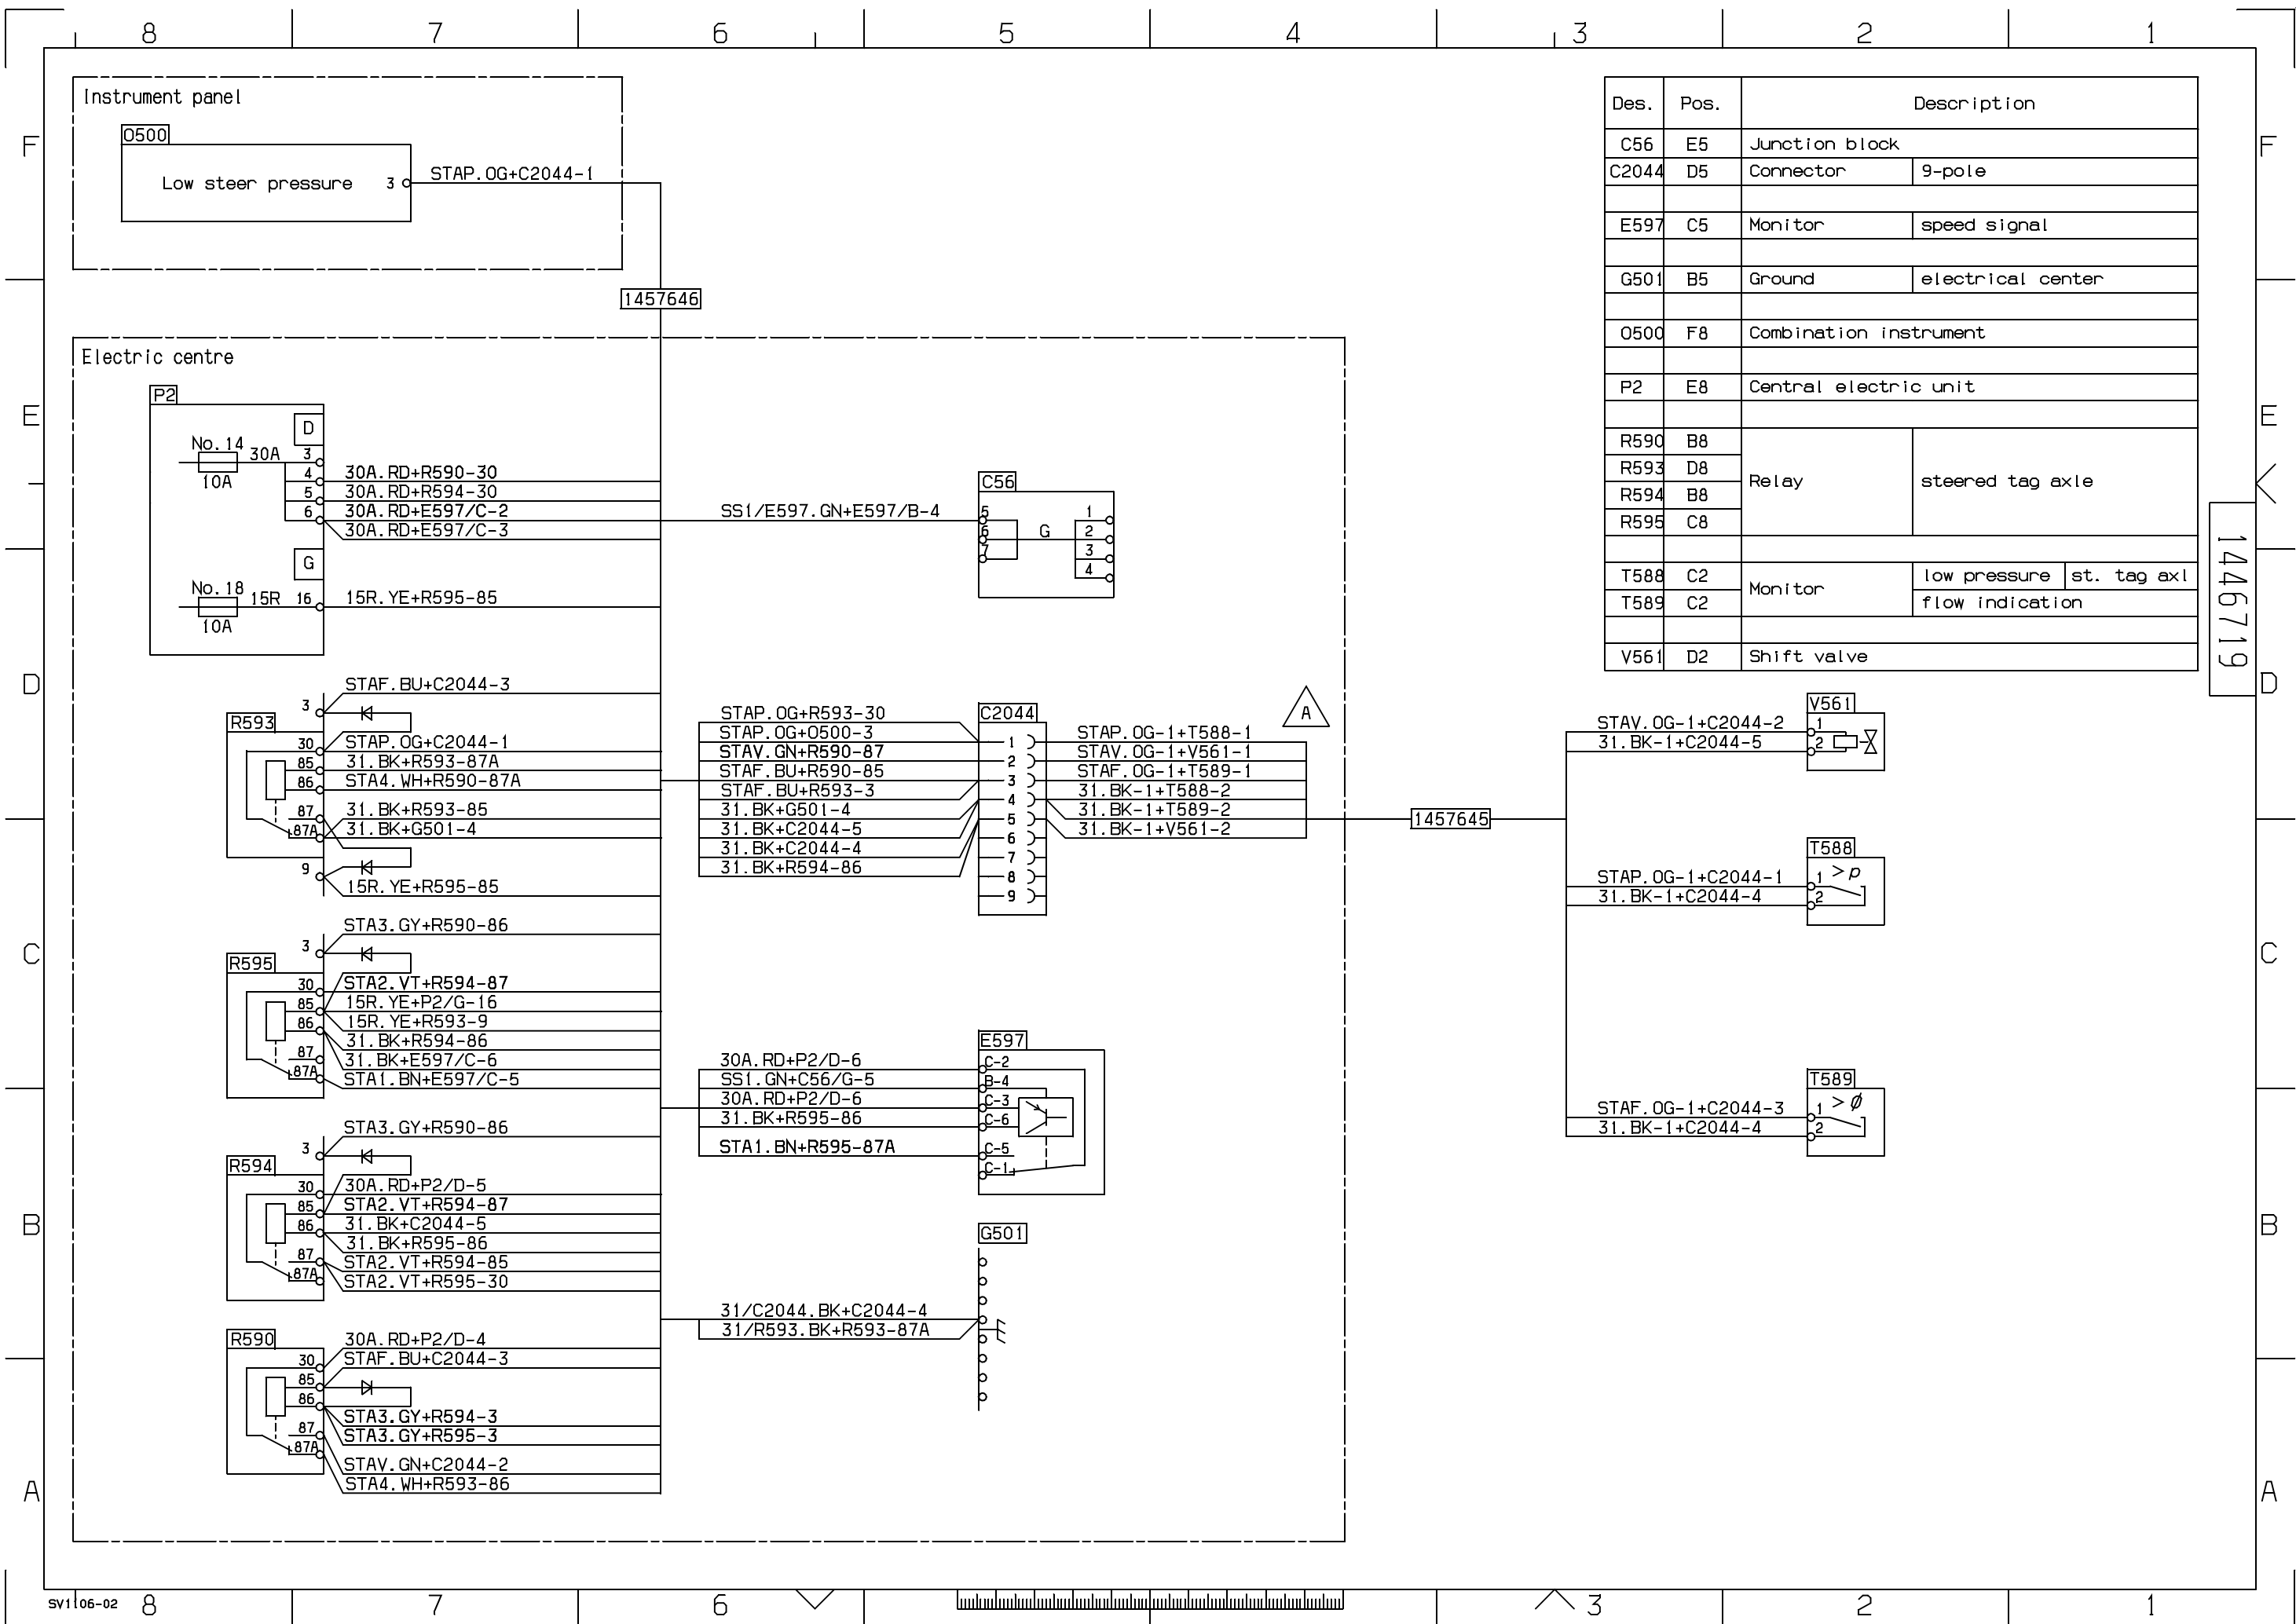 8 7 6 5 4 3 2 1
F
E
D
C
B
A
Instrument panel
O500
Low steer pressure 3
STAP.OG+C2044-1
1457646
Electric centre
P2
D
No.14 30A 3
10A
4 30A.RD+R590-30
5 30A.RD+R594-30
6 30A.RD+E597/C-2
30A.RD+E597/C-3
G
No.18 15R 16 15R.YE+R595-85
10A
STAF.BU+C2044-3
3
R593
30 STAP.OG+C2044-1
85 31.BK+R593-87A
86 STA4.WH+R590-87A
87 31.BK+R593-85
87A 31.BK+G501-4
9
15R.YE+R595-85
STA3.GY+R590-86
3
R595
30 STA2.VT+R594-87
85 15R.YE+P2/G-16
86 15R.YE+R593-9
31.BK+R594-86
87 31.BK+E597/C-6
87A STA1.BN+E597/C-5
STA3.GY+R590-86
3
R594
30 30A.RD+P2/D-5
85 STA2.VT+R594-87
86 31.BK+C2044-5
31.BK+R595-86
87 STA2.VT+R594-85
87A STA2.VT+R595-30
R590
30A.RD+P2/D-4
30 STAF.BU+C2044-3
85
86
STA3.GY+R594-3
87 STA3.GY+R595-3
87A STAV.GN+C2044-2
STA4.WH+R593-86
SS1/E597.GN+E597/B-4
C56
5 1
6 G 2
7 3
4
C2044
STAP.OG+R593-30
STAP.OG+O500-3 1 STAP.OG-1+T588-1
STAV.GN+R590-87 2 STAV.OG-1+V561-1
STAF.BU+R590-85 3 STAF.OG-1+T589-1
STAF.BU+R593-3 4 31.BK-1+T588-2
31.BK+G501-4 5 31.BK-1+T589-2
31.BK+C2044-5 6 31.BK-1+V561-2
31.BK+C2044-4 7
31.BK+R594-86 8
9
A
1457645
E597
30A.RD+P2/D-6 C-2
SS1.GN+C56/G-5 B-4
30A.RD+P2/D-6 C-3
31.BK+R595-86 C-6
STA1.BN+R595-87A C-5
C-1
G501
31/C2044.BK+C2044-4
31/R593.BK+R593-87A
Des. Pos. Description
C56 E5 Junction block
C2044 D5 Connector 9-pole
E597 C5 Monitor speed signal
G501 B5 Ground electrical center
O500 F8 Combination instrument
P2 E8 Central electric unit
R590 B8
R593 D8
Relay steered tag axle
R594 B8
R595 C8
T588 C2 Monitor low pressure st. tag axl
T589 C2 flow indication
V561 D2 Shift valve
1446719
V561
STAV.OG-1+C2044-2 1
31.BK-1+C2044-5 2
T588
>p
STAP.OG-1+C2044-1 1
31.BK-1+C2044-4 2
T589
>Ø
STAF.OG-1+C2044-3 1
31.BK-1+C2044-4 2
F
E
D
C
B
A
SV1106-02
8 7 6 3 2 1